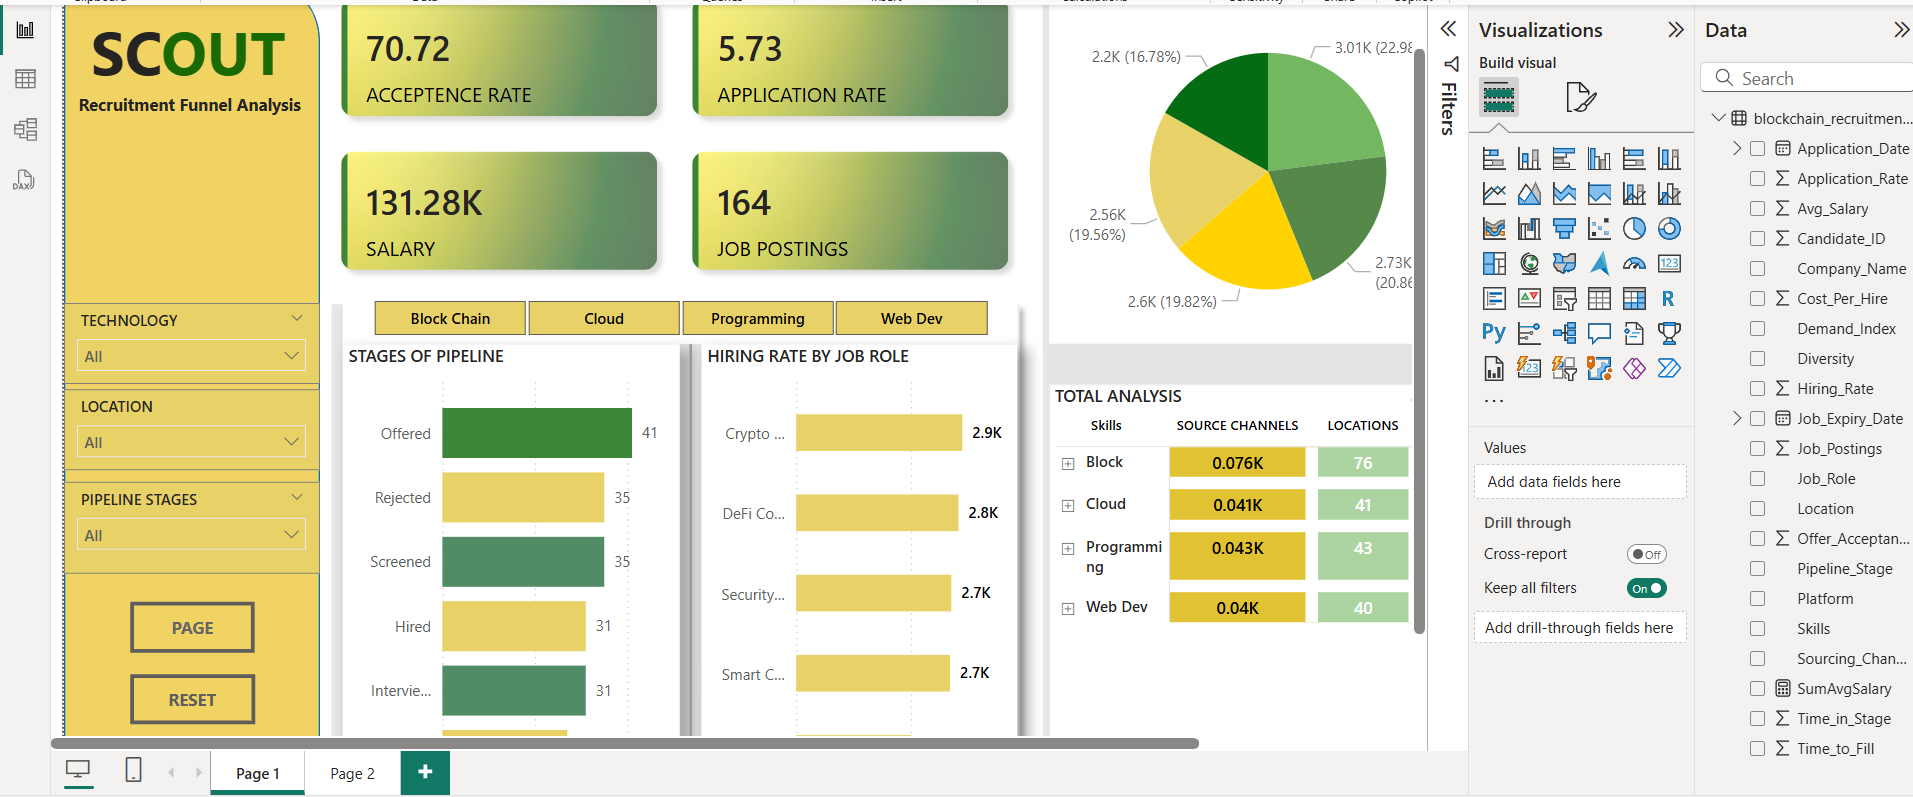 SCOUT
Recruitment Funnel Analysis
TECHNOLOGY
All
LOCATION
All
PIPELINE STAGES
All
PAGE
RESET
70.72
ACCEPTENCE RATE
5.73
APPLICATION RATE
131.28K
SALARY
164
JOB POSTINGS
Block Chain
Cloud
Programming
Web Dev
STAGES OF PIPELINE
Offered
41
Rejected
35
Screened
35
Hired
31
Intervie...
31
HIRING RATE BY JOB ROLE
Crypto ...
2.9K
DeFi Co...
2.8K
Security...
2.7K
Smart C...
2.7K
2.2K (16.78%)
3.01K (22.98
2.56K
(19.56%)
2.73K
(20.86
2.6K (19.82%)
TOTAL ANALYSIS
Skills SOURCE CHANNELS LOCATIONS
Block 0.076K 76
Cloud 0.041K 41
Programmi
ng
0.043K 43
Web Dev 0.04K 40
Filters
Visualizations
Build visual
123
R
Py
123
...
Values
Add data fields here
Drill through
Cross-report
Off
Keep all filters
On
Add drill-through fields here
Data
Search
blockchain_recruitmen...
Application_Date
Application_Rate
Avg_Salary
Candidate_ID
Company_Name
Cost_Per_Hire
Demand_Index
Diversity
Hiring_Rate
Job_Expiry_Date
Job_Postings
Job_Role
Location
Offer_Acceptan...
Pipeline_Stage
Platform
Skills
Sourcing_Chan...
SumAvgSalary
Time_in_Stage
Time_to_Fill
DAX
Page 1
Page 2
+